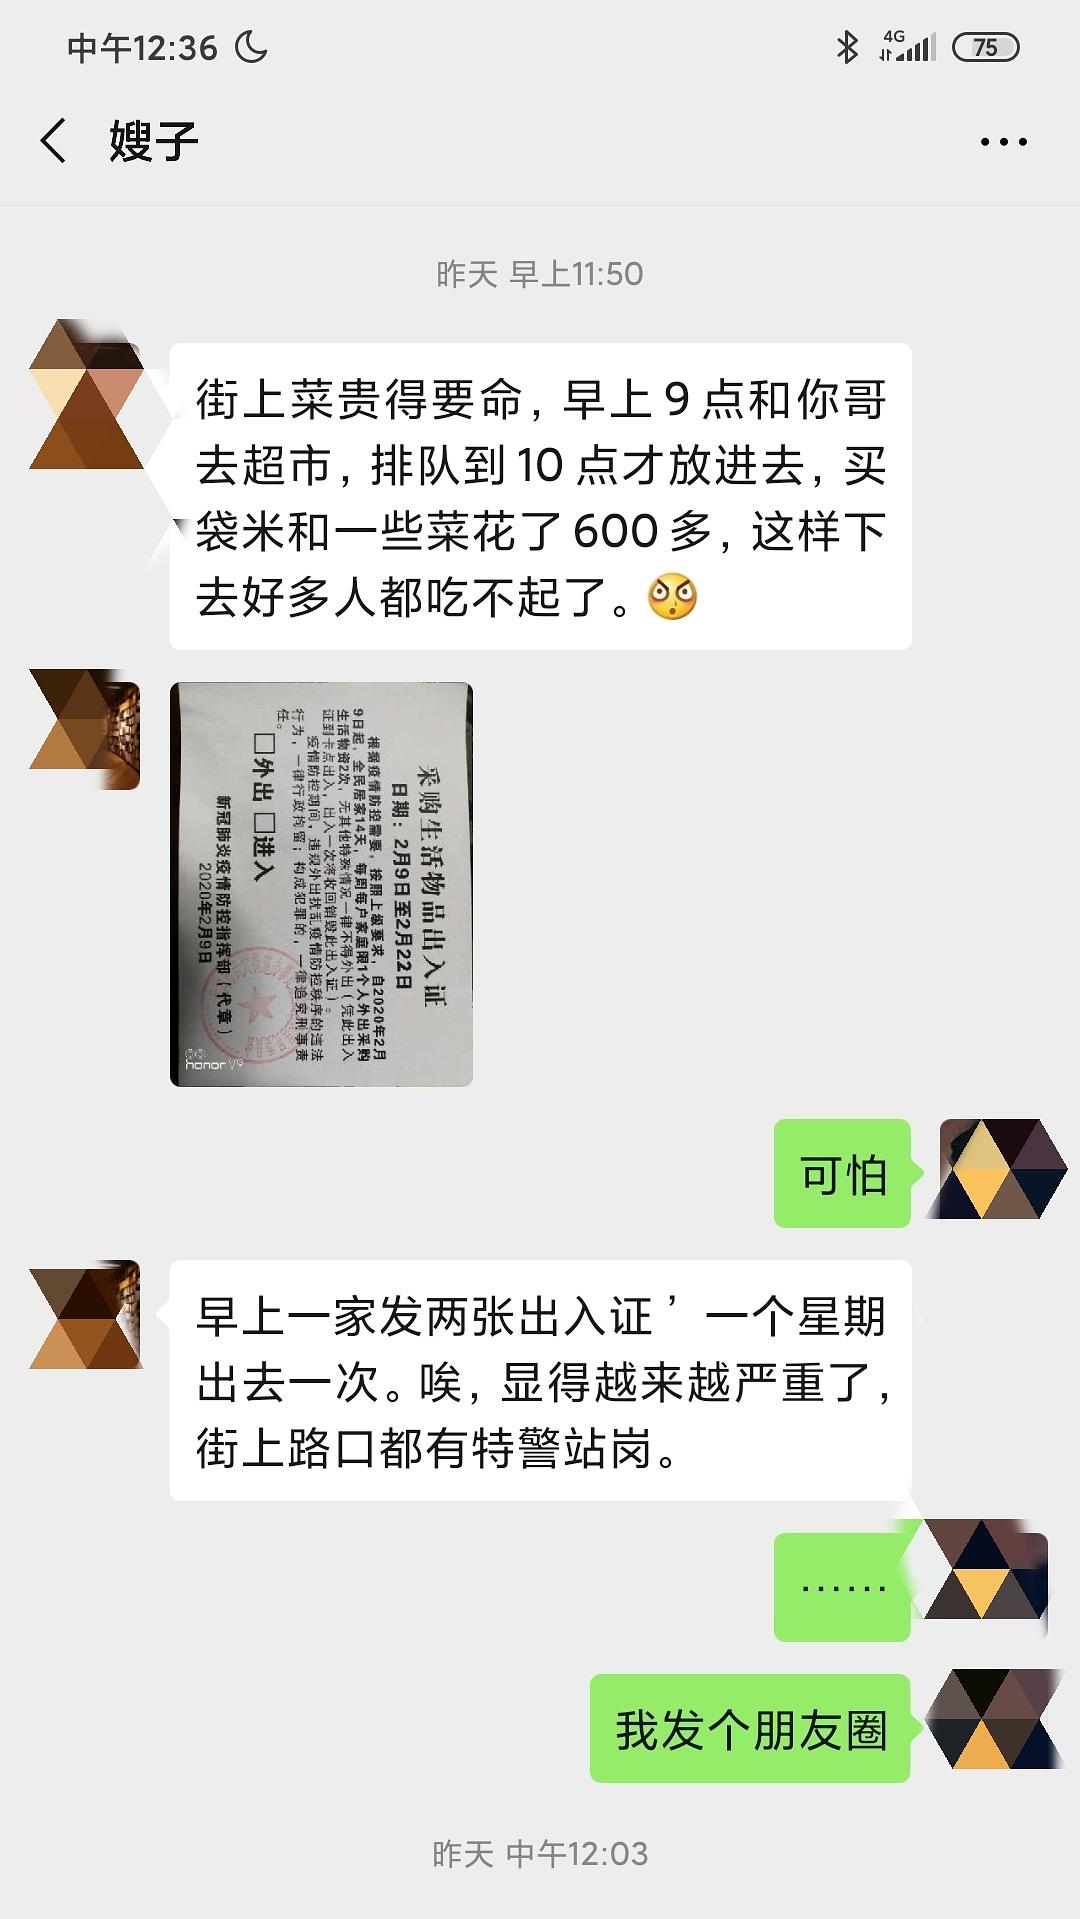 中午12:36
4G
75
嫂子
昨天 早上11:50
街上菜贵得要命，早上9点和你哥
去超市，排队到10点才放进去，买
袋米和一些菜花了600多，这样下
去好多人都吃不起了。
采购生活物品出入证
日期：2月9日至2月22日
根据疫情防控需要，按照上级要求，自2020年2月
9日起，全民居家14天，每周每户家庭限1个人外出采购
生活物资2次，无其他特殊情况一律不得外出（凭此出入
证到卡点出入，出入一次将收回销毁此出入证）。
疫情防控期间，违规外出扰乱疫情防控秩序的违法
行为，一律行政拘留；构成犯罪的，一律追究刑事责
任。
□外出 □进入
新冠肺炎疫情防控指挥部（代章）
2020年2月9日
honor V9
可怕
早上一家发两张出入证’一个星期
出去一次。唉，显得越来越严重了，
街上路口都有特警站岗。
······
我发个朋友圈
昨天 中午12:03